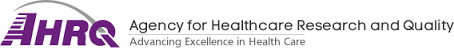 AHRQ
Agency for Healthcare Research and Quality
Advancing Excellence in Health Care